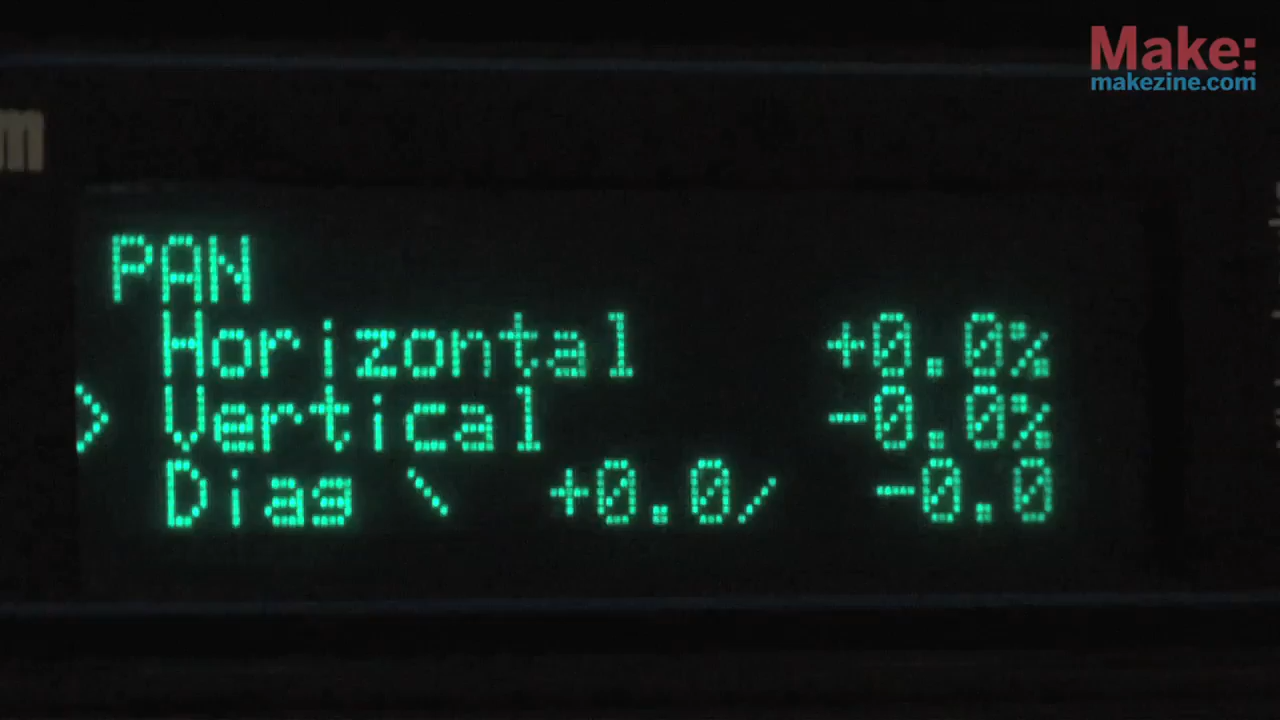 Make:
makezine.com
m
PAN
Horizontal +0.0%
> Vertical -0.0%
Diag \ +0.0/ -0.0